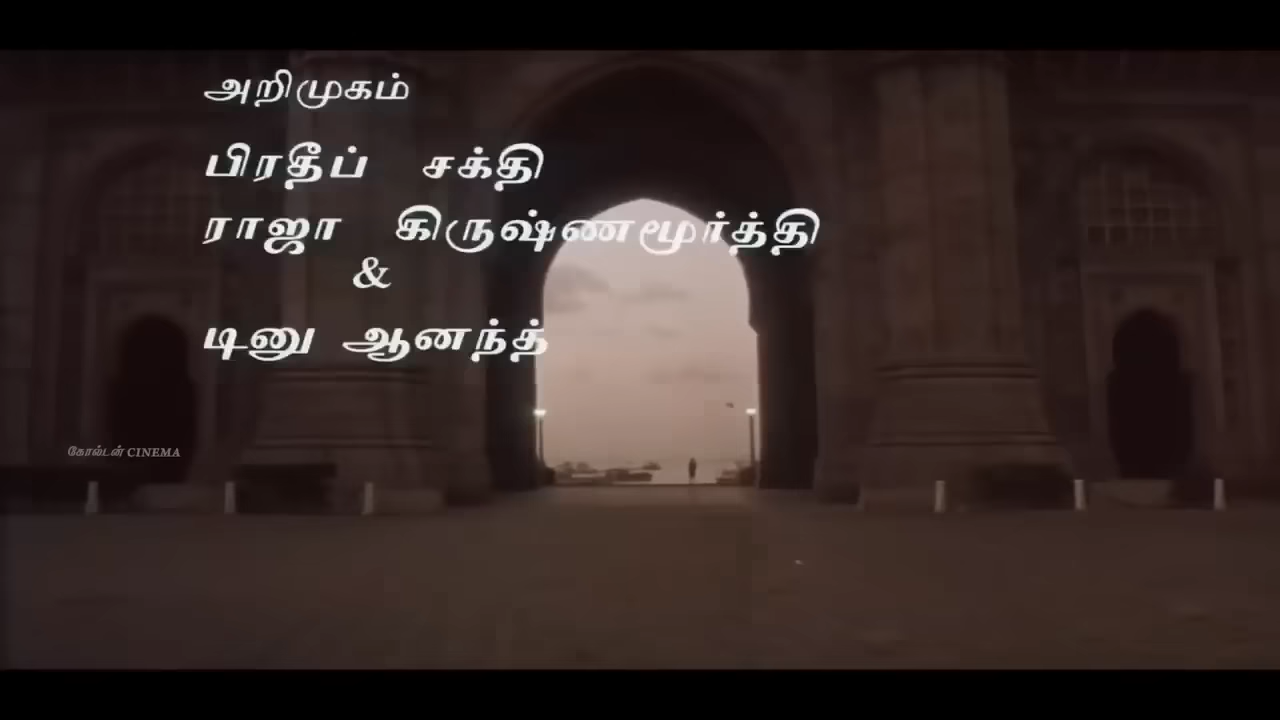 அறிமுகம்
பிரதீப் சக்தி
ராஜா கிருஷ்ணமூர்த்தி
&
டினு ஆனந்த்
கோல்டன் CINEMA